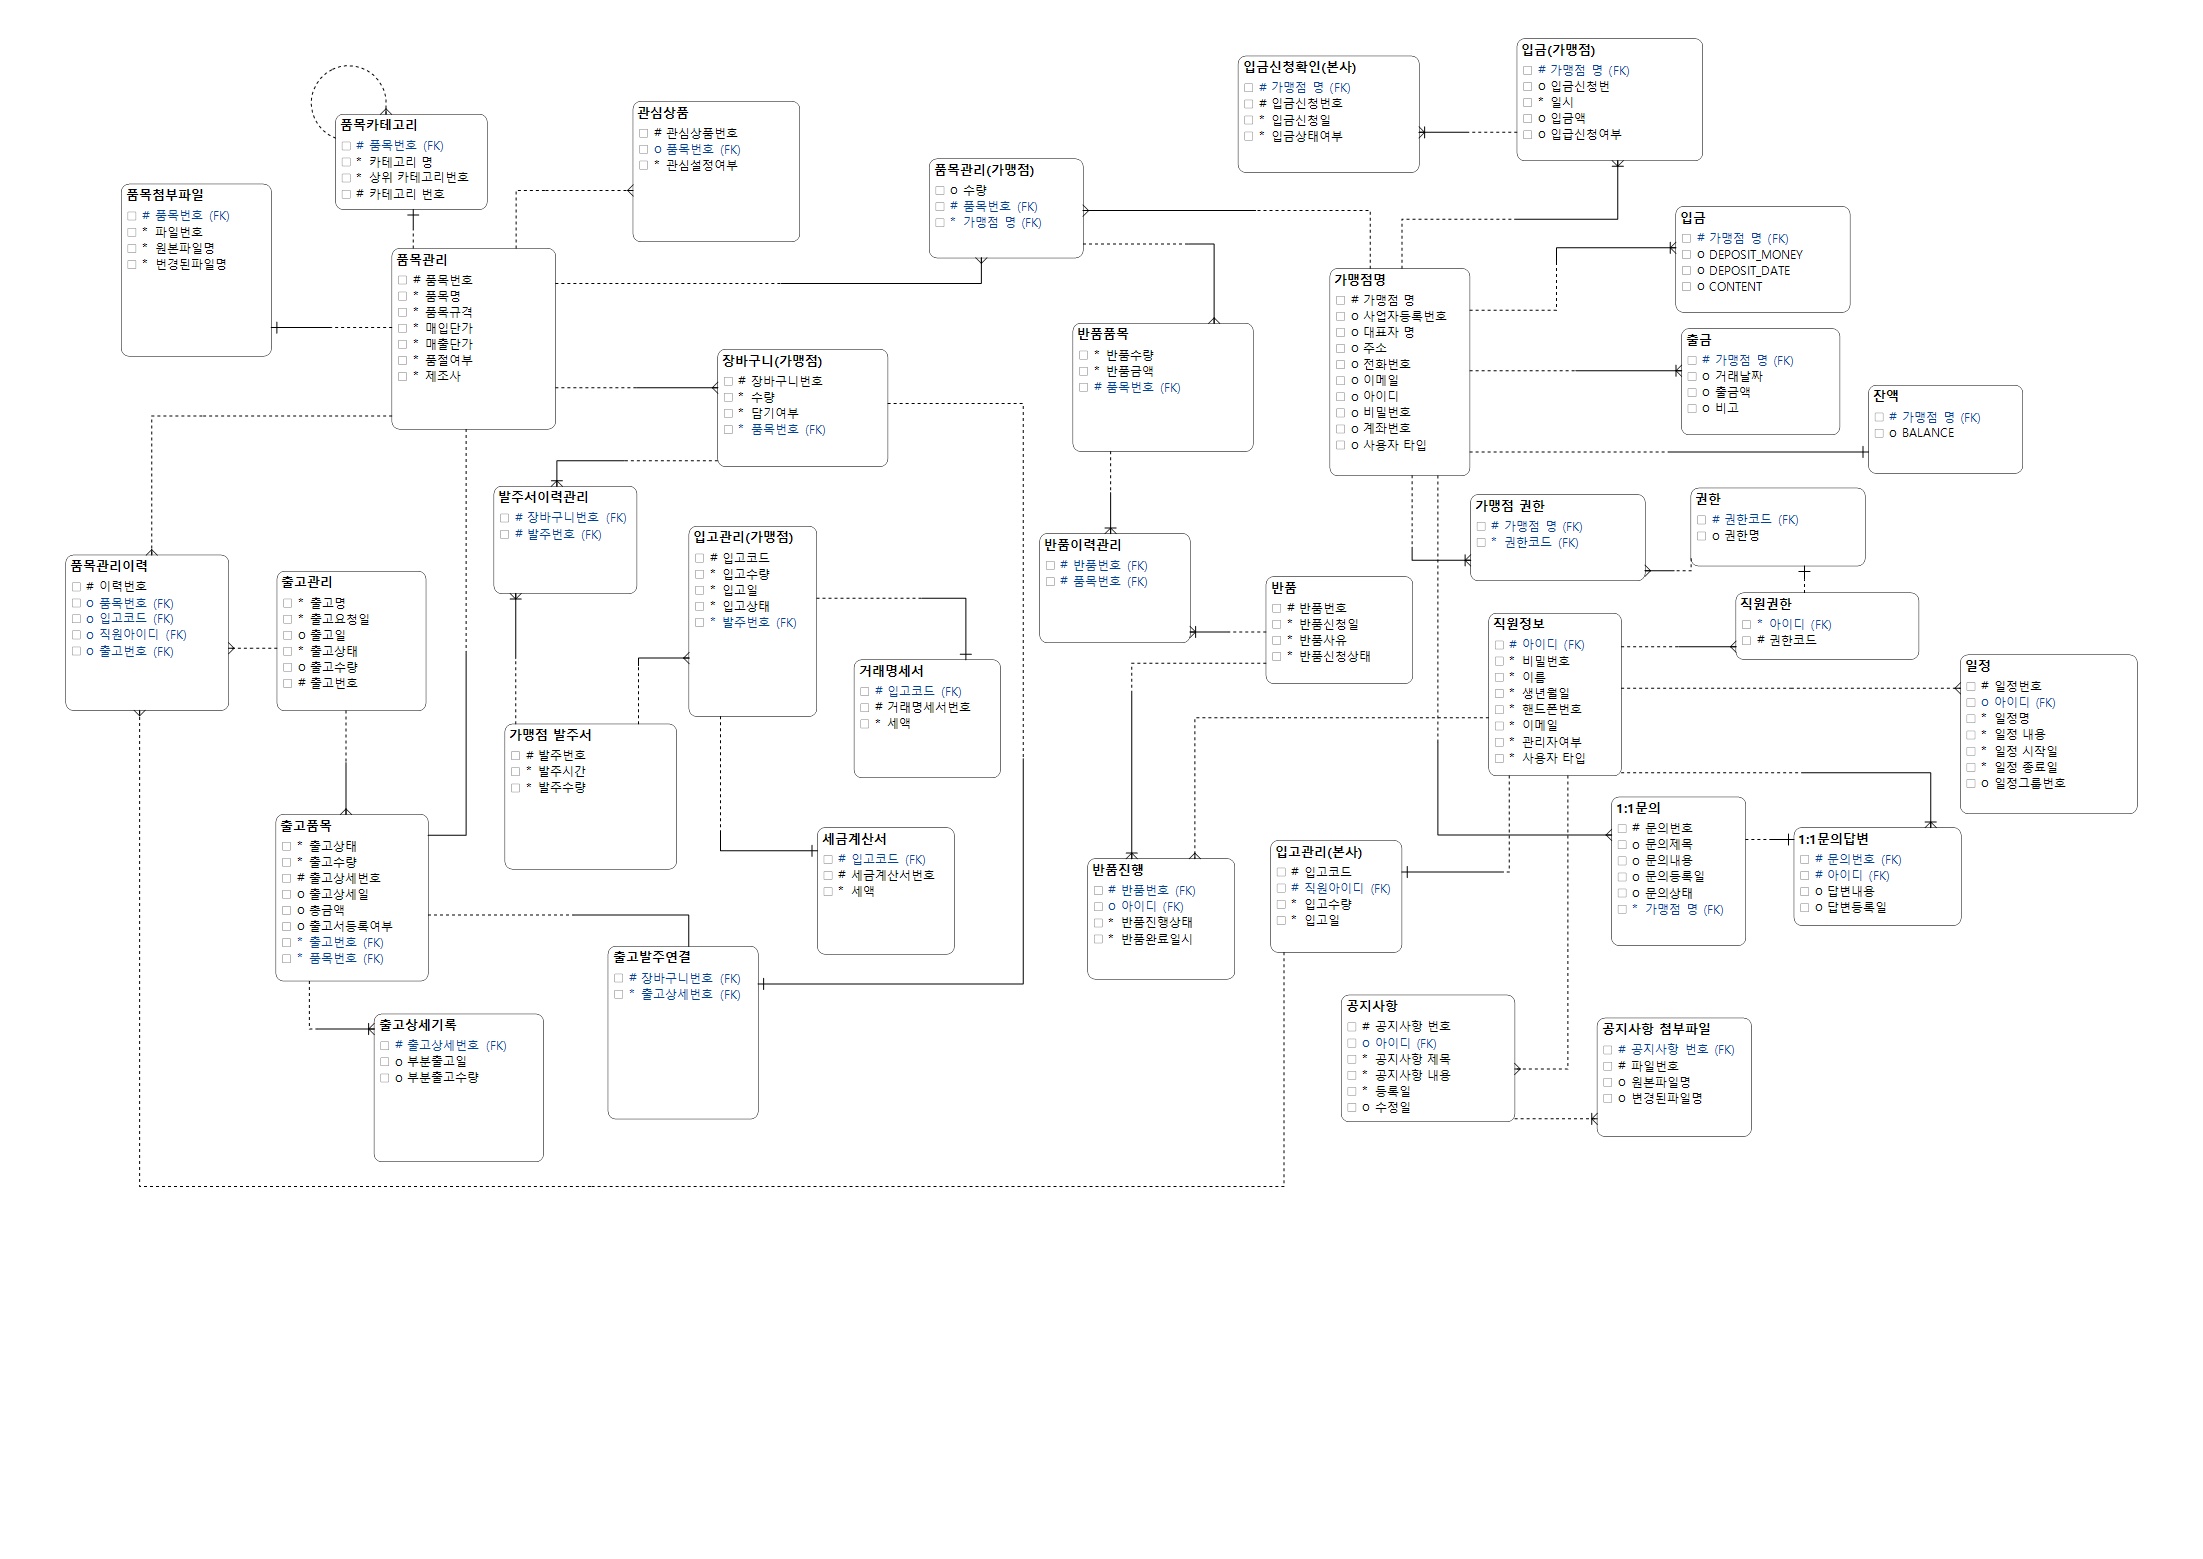 품목카테고리
# 품목번호 (FK)
* 카테고리 명
* 상위 카테고리번호
# 카테고리 번호
품목첨부파일
# 품목번호 (FK)
* 파일번호
* 원본파일명
* 변경된파일명
품목관리
# 품목번호
* 품목명
* 품목규격
* 매입단가
* 매출단가
* 품절여부
* 제조사
관심상품
# 관심상품번호
o 품목번호 (FK)
* 관심설정여부
품목관리(가맹점)
o 수량
# 품목번호 (FK)
* 가맹점 명 (FK)
입금신청확인(본사)
# 가맹점 명 (FK)
# 입금신청번호
* 입금신청일
* 입금상태여부
입금(가맹점)
# 가맹점 명 (FK)
o 입금신청번
* 일시
o 입금액
o 입급신청여부
입금
# 가맹점 명 (FK)
o DEPOSIT_MONEY
o DEPOSIT_DATE
o CONTENT
가맹점명
# 가맹점 명
o 사업자등록번호
o 대표자 명
o 주소
o 전화번호
o 이메일
o 아이디
o 비밀번호
o 계좌번호
o 사용자 타입
출금
# 가맹점 명 (FK)
o 거래날짜
o 출금액
o 비고
잔액
# 가맹점 명 (FK)
o BALANCE
반품품목
* 반품수량
* 반품금액
# 품목번호 (FK)
장바구니(가맹점)
# 장바구니번호
* 수량
* 담기여부
* 품목번호 (FK)
발주서이력관리
# 장바구니번호 (FK)
# 발주번호 (FK)
입고관리(가맹점)
# 입고코드
* 입고수량
* 입고일
* 입고상태
* 발주번호 (FK)
반품이력관리
# 반품번호 (FK)
# 품목번호 (FK)
가맹점 권한
# 가맹점 명 (FK)
* 권한코드 (FK)
권한
# 권한코드 (FK)
o 권한명
품목관리이력
# 이력번호
o 품목번호 (FK)
o 입고코드 (FK)
o 직원아이디 (FK)
o 출고번호 (FK)
출고관리
* 출고명
* 출고요청일
o 출고일
* 출고상태
o 출고수량
# 출고번호
반품
# 반품번호
* 반품신청일
* 반품사유
* 반품신청상태
직원권한
* 아이디 (FK)
# 권한코드
직원정보
# 아이디 (FK)
* 비밀번호
* 이름
* 생년월일
* 핸드폰번호
* 이메일
* 관리자여부
* 사용자 타입
일정
# 일정번호
o 아이디 (FK)
* 일정명
* 일정 내용
* 일정 시작일
* 일정 종료일
o 일정그룹번호
거래명세서
# 입고코드 (FK)
# 거래명세서번호
* 세액
가맹점 발주서
# 발주번호
* 발주시간
* 발주수량
출고품목
* 출고상태
* 출고수량
# 출고상세번호
o 출고상세일
o 총금액
o 출고서등록여부
* 출고번호 (FK)
* 품목번호 (FK)
세금계산서
# 입고코드 (FK)
# 세금계산서번호
* 세액
반품진행
# 반품번호 (FK)
o 아이디 (FK)
* 반품진행상태
* 반품완료일시
입고관리(본사)
# 입고코드
# 직원아이디 (FK)
* 입고수량
* 입고일
1:1문의
# 문의번호
o 문의제목
o 문의내용
o 문의등록일
o 문의상태
* 가맹점 명 (FK)
1:1문의답변
# 문의번호 (FK)
# 아이디 (FK)
o 답변내용
o 답변등록일
출고발주연결
# 장바구니번호 (FK)
* 출고상세번호 (FK)
출고상세기록
# 출고상세번호 (FK)
o 부분출고일
o 부분출고수량
공지사항
# 공지사항 번호
o 아이디 (FK)
* 공지사항 제목
* 공지사항 내용
* 등록일
o 수정일
공지사항 첨부파일
# 공지사항 번호 (FK)
# 파일번호
o 원본파일명
o 변경된파일명